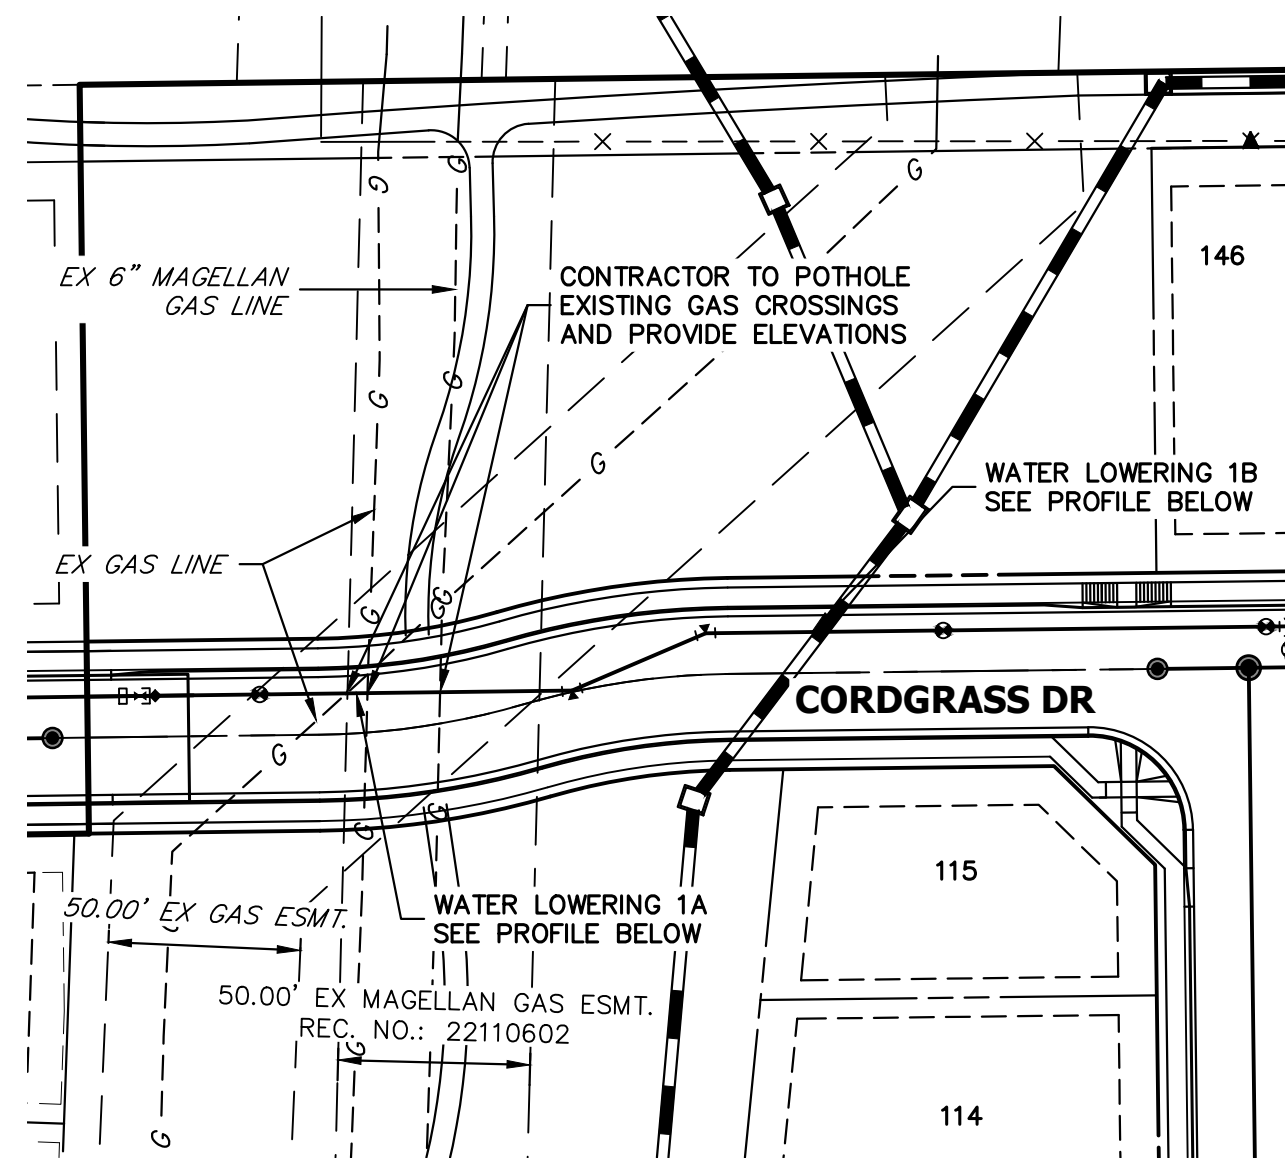 G
G
G
146
EX 6” MAGELLAN
GAS LINE
CONTRACTOR TO POTHOLE
EXISTING GAS CROSSINGS
AND PROVIDE ELEVATIONS
G
G
G
WATER LOWERING 1B
SEE PROFILE BELOW
EX GAS LINE
G
G
G
CORDGRASS DR
G
G
G
115
50.00' EX GAS ESMT.
WATER LOWERING 1A
SEE PROFILE BELOW
50.00' EX MAGELLAN GAS ESMT.
REC. NO.: 22110602
G
114
G